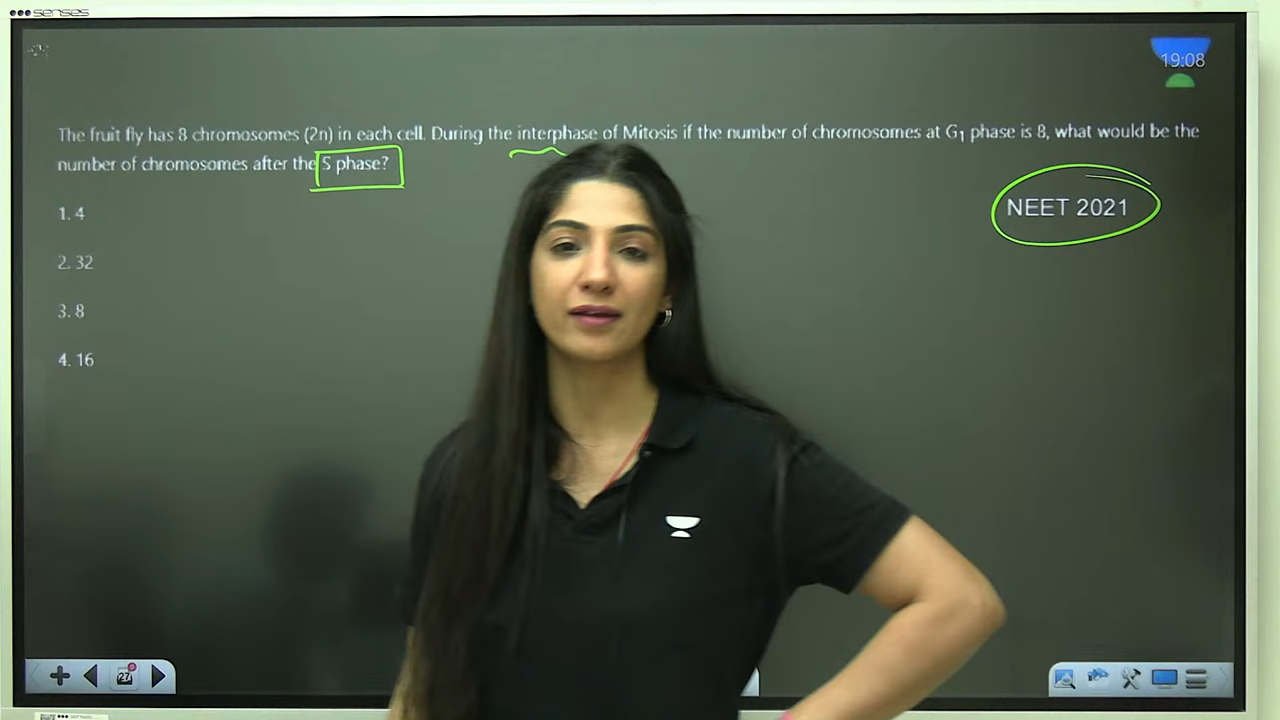 senses
19:08
The fruit fly has 8 chromosomes (2n) in each cell. During the interphase of Mitosis if the number of chromosomes at G₁ phase is 8, what would be the
number of chromosomes after the S phase?
NEET 2021
1. 4
2. 32
3. 8
4. 16
27